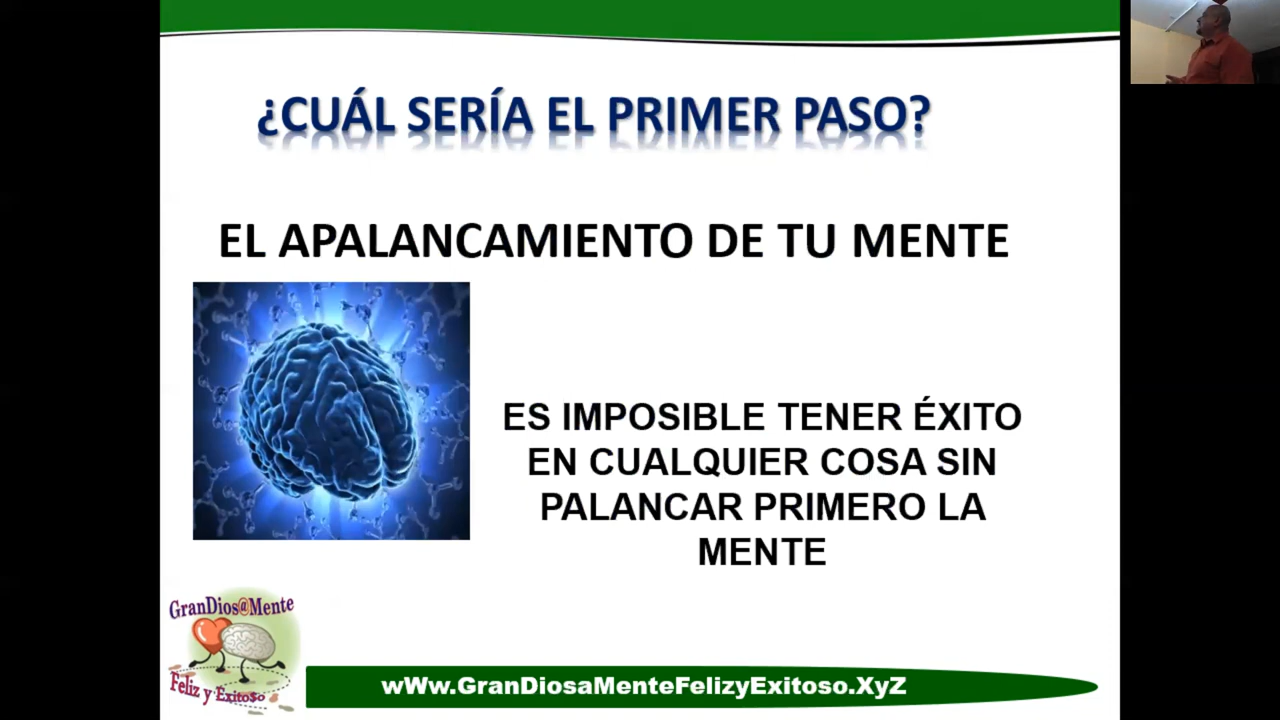 ¿CUÁL SERÍA EL PRIMER PASO?
EL APALANCAMIENTO DE TU MENTE
ES IMPOSIBLE TENER ÉXITO
EN CUALQUIER COSA SIN
PALANCAR PRIMERO LA
MENTE
GranDios@Mente
Feliz y Exito$o
wWw.GranDiosaMenteFelizyExitoso.XyZ